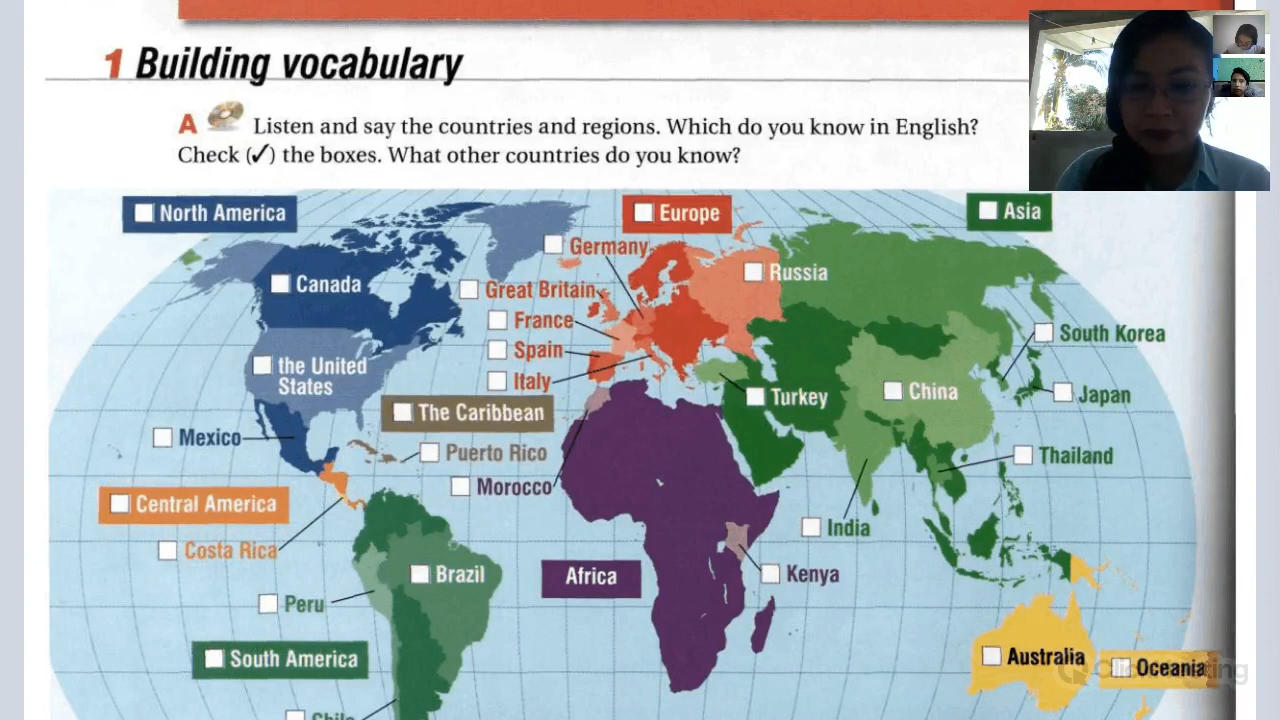 1 Building vocabulary
A Listen and say the countries and regions. Which do you know in English?
Check (✓) the boxes. What other countries do you know?
North America
Europe
Asia
Germany
Canada
Russia
Great Britain
France
South Korea
Spain
the United
States
Italy
Turkey
China
Japan
The Caribbean
Mexico
Puerto Rico
Thailand
Morocco
Central America
India
Costa Rica
Brazil
Africa
Kenya
Peru
South America
Australia
Oceania
Chile